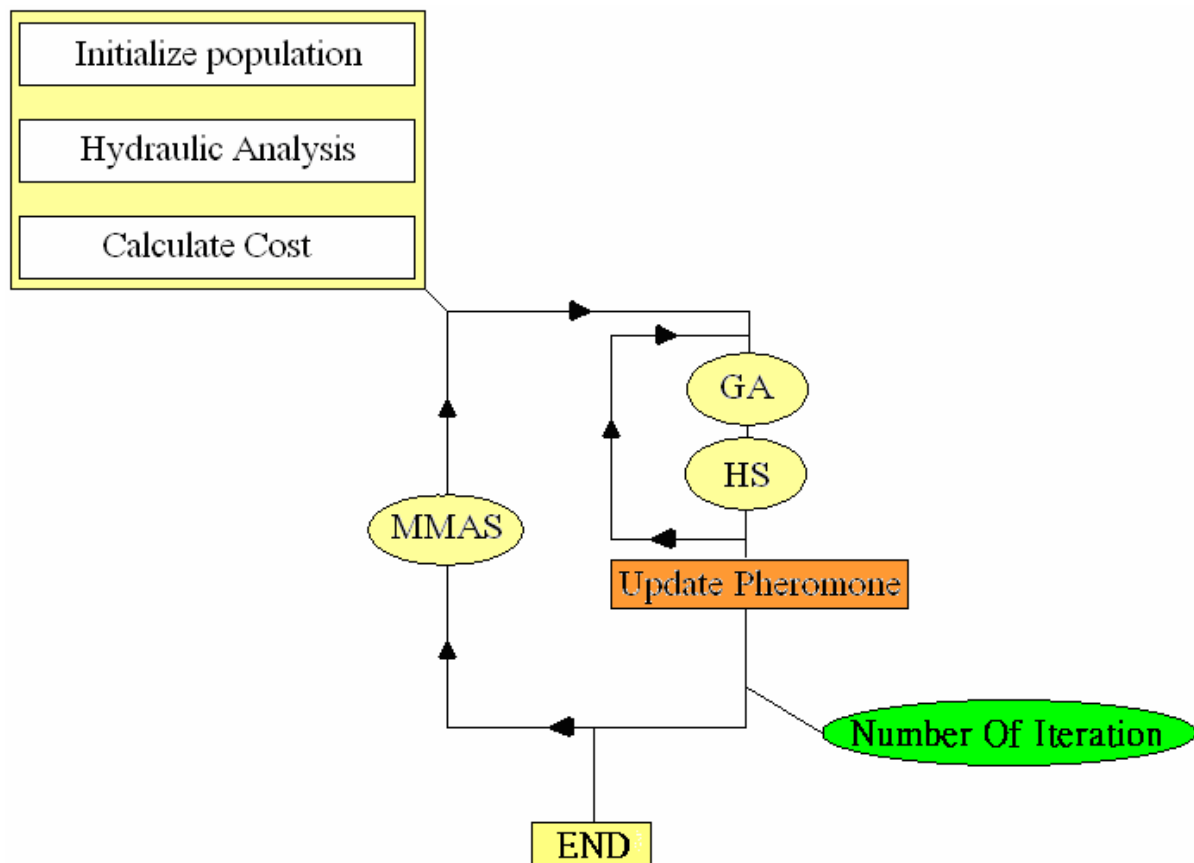 Initialize population
Hydraulic Analysis
Calculate Cost
GA
HS
MMAS
Update Pheromone
Number Of Iteration
END